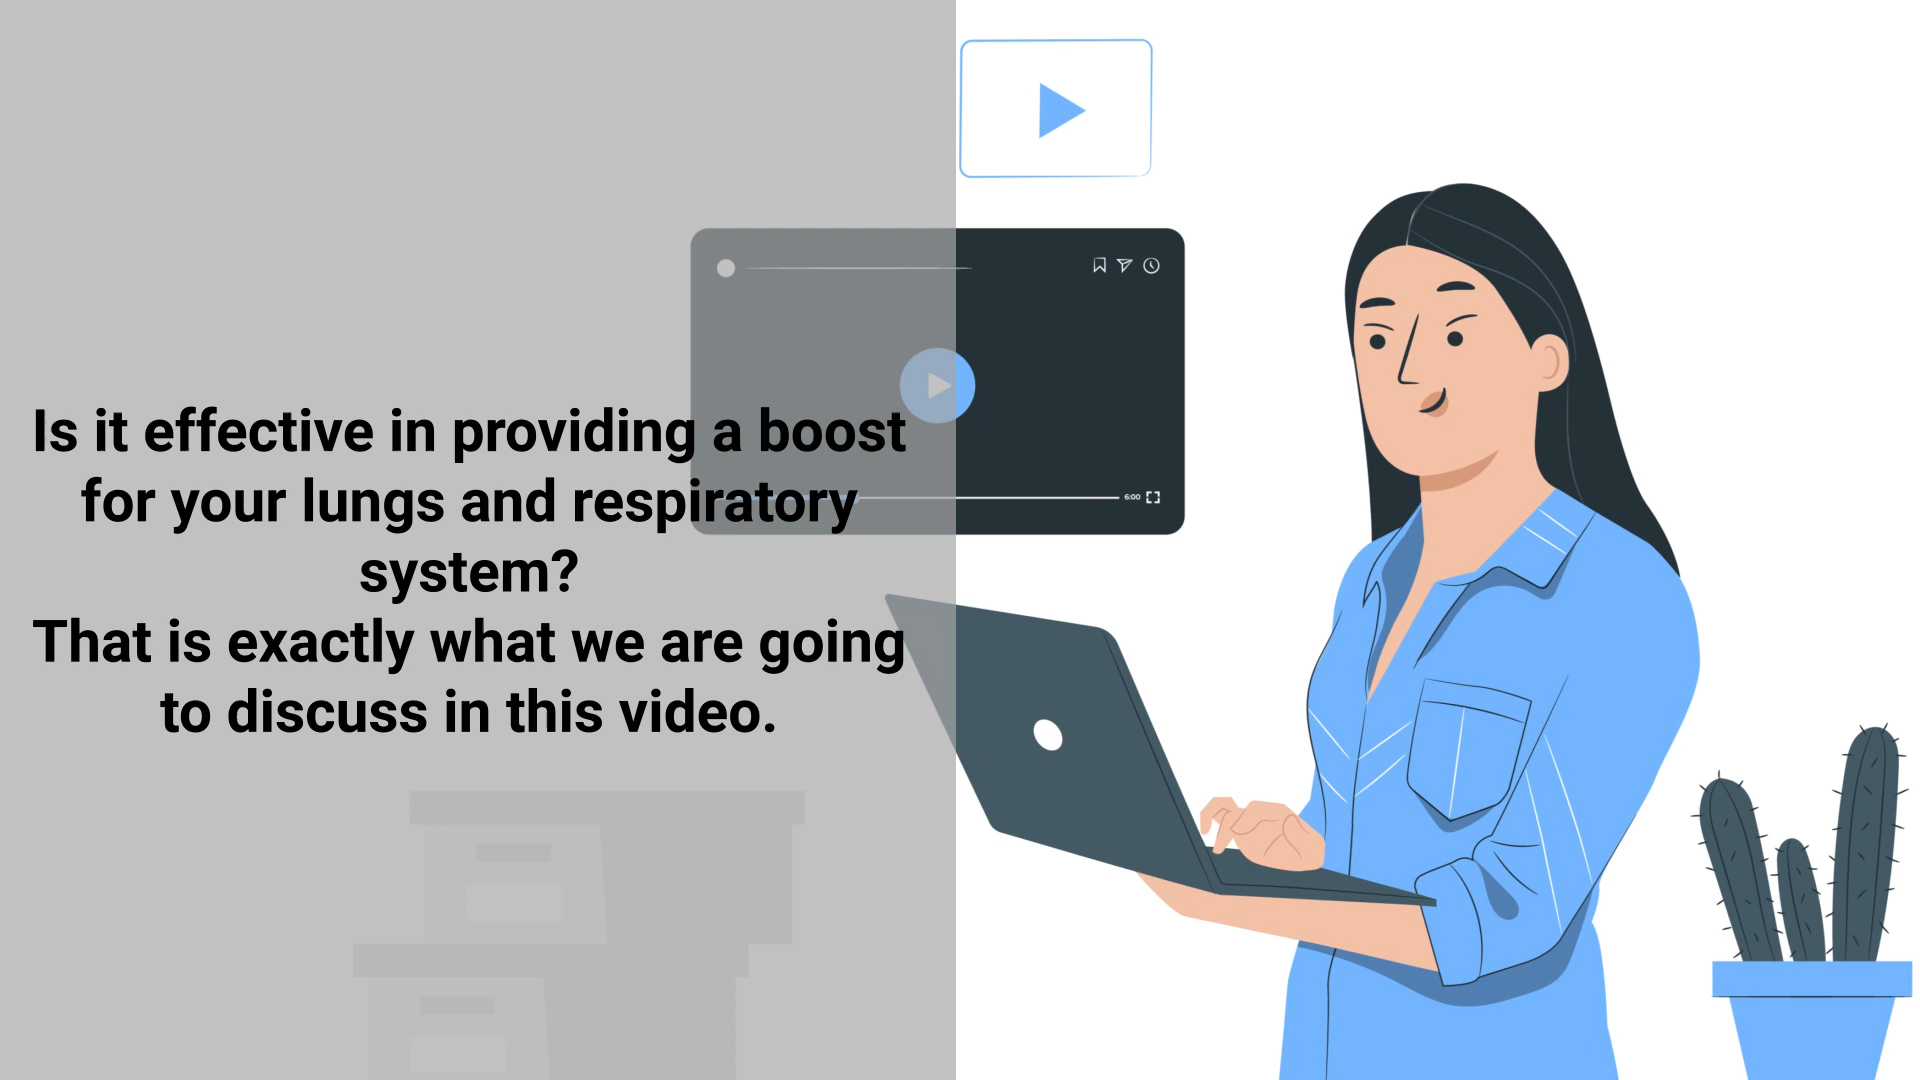 6:00
Is it effective in providing a boost
for your lungs and respiratory
system?
That is exactly what we are going
to discuss in this video.